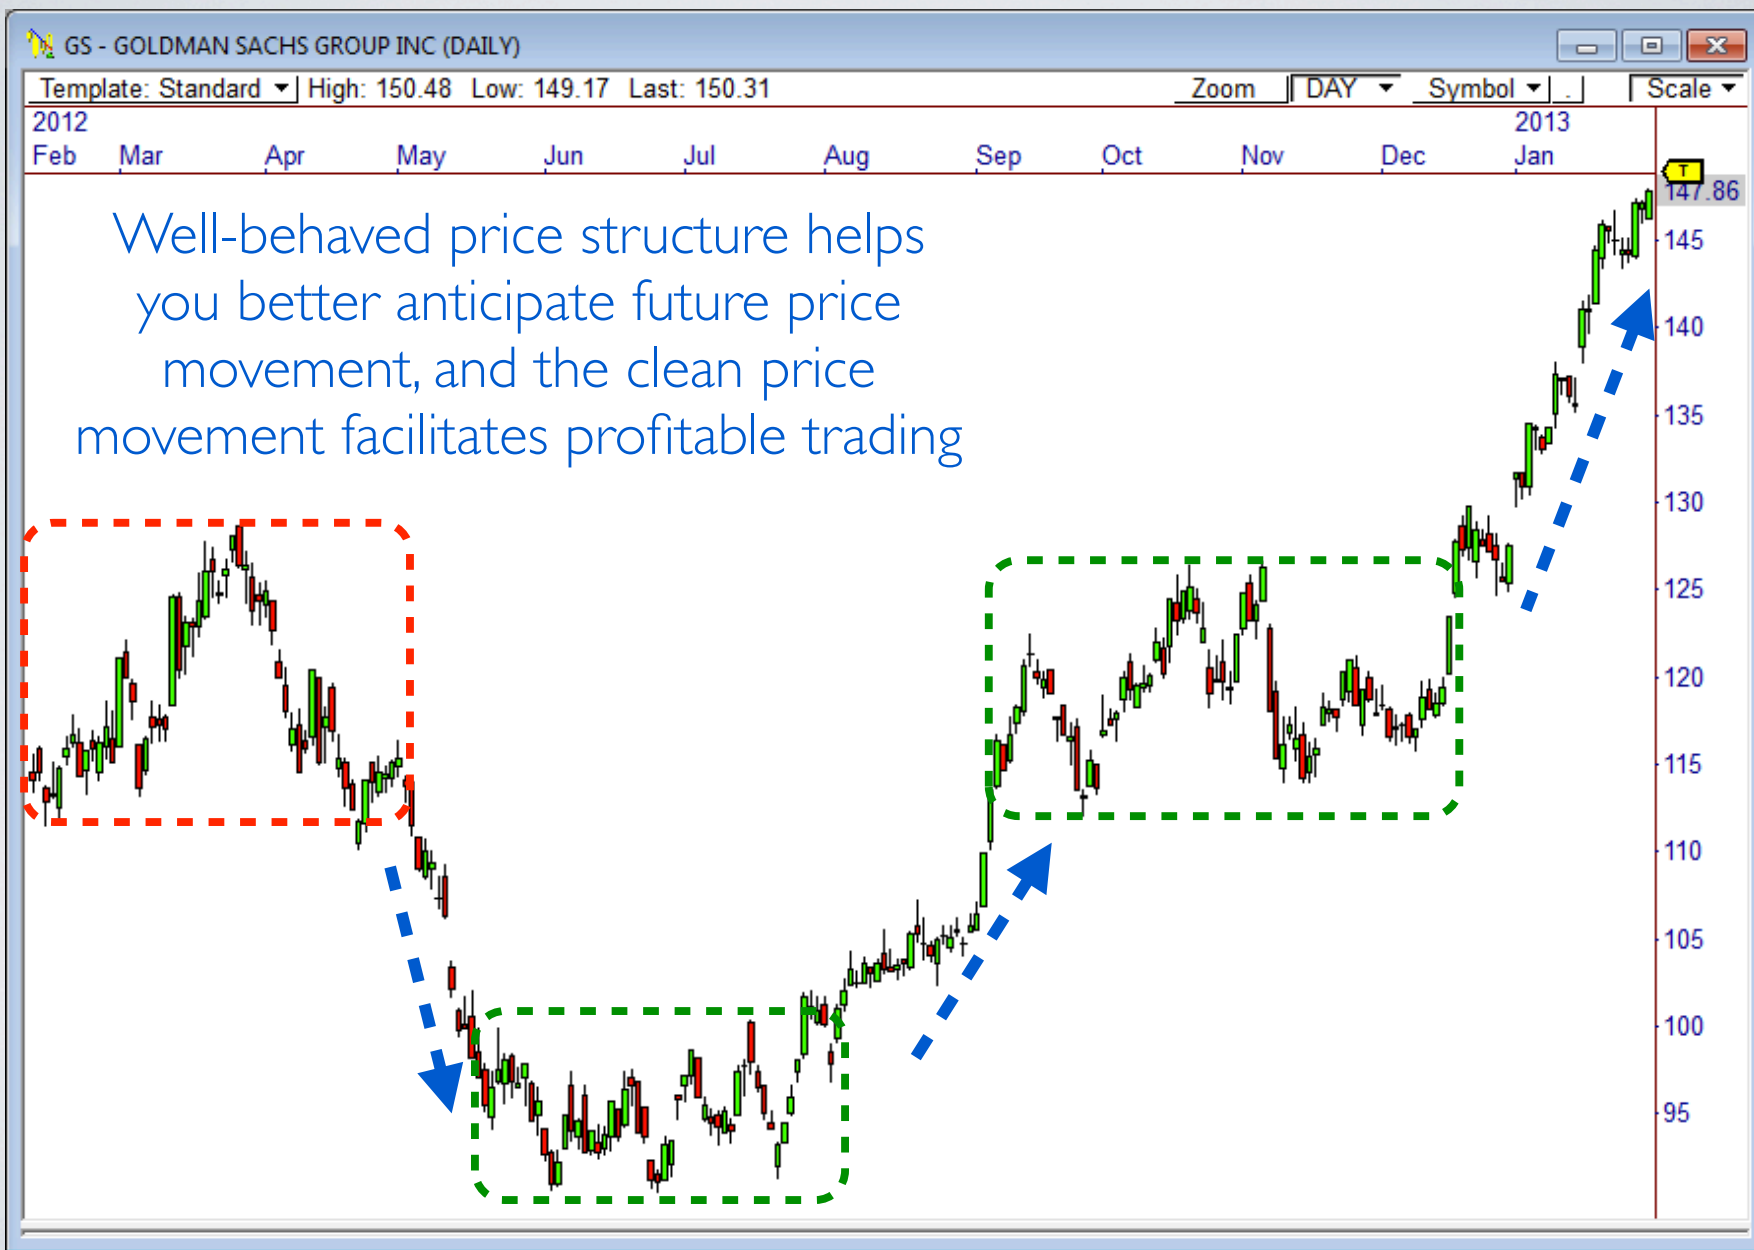 GS - GOLDMAN SACHS GROUP INC (DAILY)
Template: Standard High: 150.48 Low: 149.17 Last: 150.31 Zoom DAY Symbol . Scale
2012 2013
Feb Mar Apr May Jun Jul Aug Sep Oct Nov Dec Jan
T
147.86
Well-behaved price structure helps
you better anticipate future price
movement, and the clean price
movement facilitates profitable trading
145
140
135
130
125
120
115
110
105
100
95